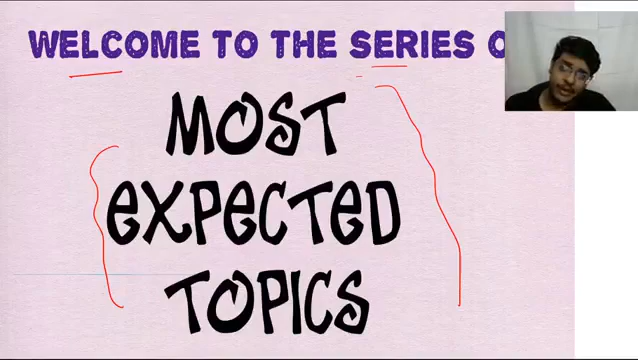 WELCOME TO THE SERIES
MOST
EXPECTED
TOPICS